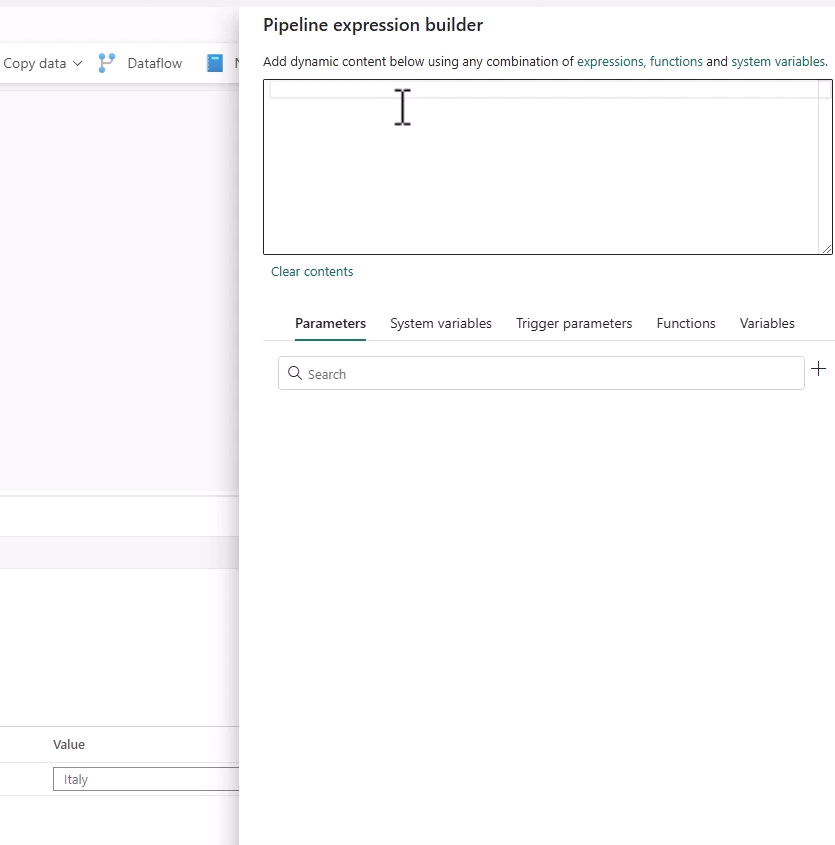 Pipeline expression builder
Add dynamic content below using any combination of expressions, functions and system variables.
Copy data
Dataflow
Clear contents
Parameters System variables Trigger parameters Functions Variables
Search
Value
Italy